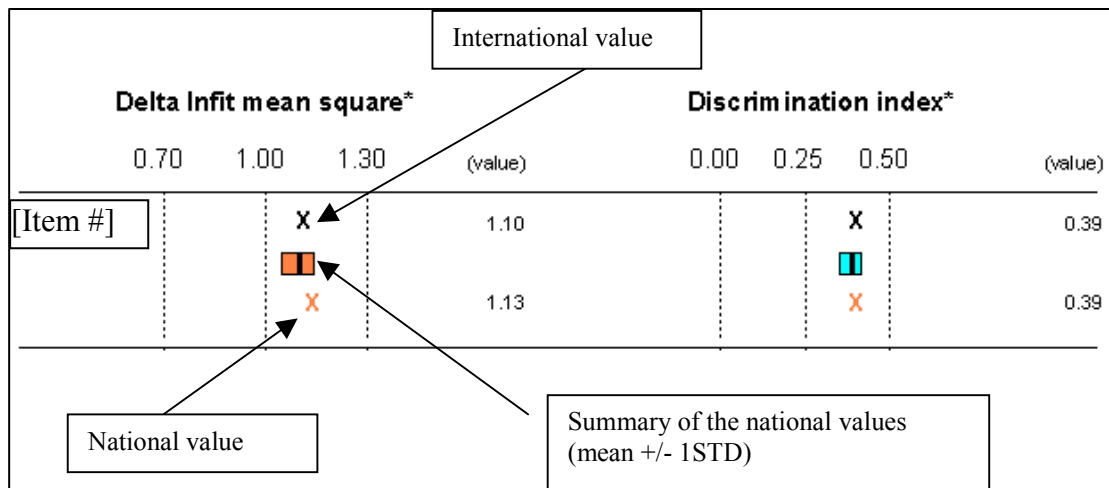 International value
Delta Infit mean square*
Discrimination index*
0.70 1.00 1.30 (value)
0.00 0.25 0.50 (value)
[Item #]
X 1.10 X 0.39
X 1.13 X 0.39
National value
Summary of the national values
(mean +/- 1STD)